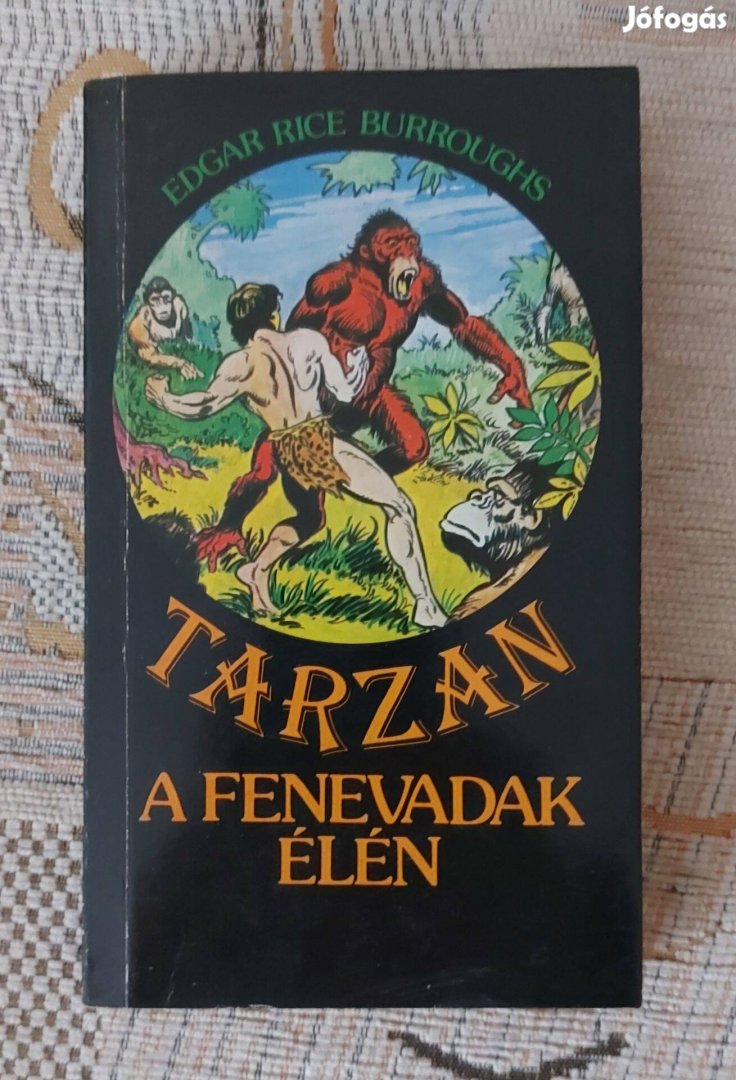 Jófogás
EDGAR RICE BURROUGHS
TARZAN
A FENEVADAK
ÉLÉN